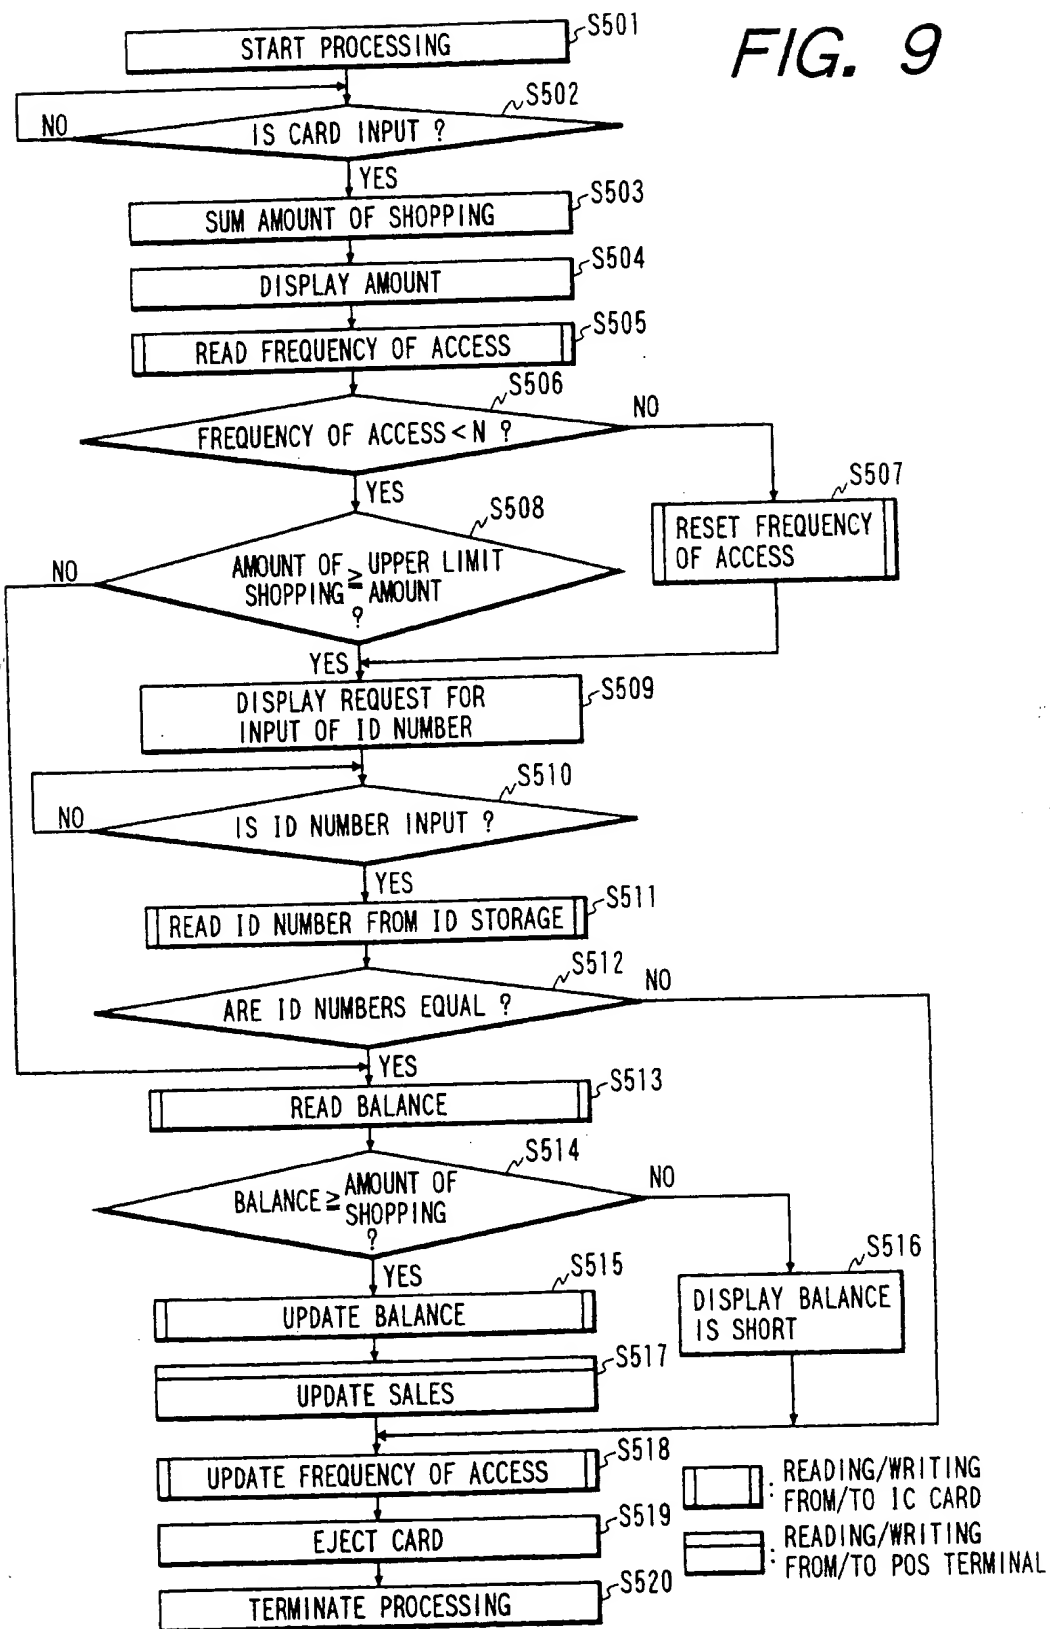 FIG. 9
S501
START PROCESSING
S502
NO
IS CARD INPUT ?
YES
S503
SUM AMOUNT OF SHOPPING
S504
DISPLAY AMOUNT
S505
READ FREQUENCY OF ACCESS
S506
NO
FREQUENCY OF ACCESS < N ?
YES
S507
RESET FREQUENCY
OF ACCESS
S508
NO
AMOUNT OF ≧ UPPER LIMIT
SHOPPING AMOUNT
?
YES
S509
DISPLAY REQUEST FOR
INPUT OF ID NUMBER
S510
NO
IS ID NUMBER INPUT ?
YES
S511
READ ID NUMBER FROM ID STORAGE
S512
NO
ARE ID NUMBERS EQUAL ?
YES
S513
READ BALANCE
S514
NO
BALANCE ≧ AMOUNT OF
SHOPPING
?
YES
S515
UPDATE BALANCE
S516
DISPLAY BALANCE
IS SHORT
S517
UPDATE SALES
S518
UPDATE FREQUENCY OF ACCESS
S519
EJECT CARD
S520
TERMINATE PROCESSING
: READING/WRITING
FROM/TO IC CARD
: READING/WRITING
FROM/TO POS TERMINAL